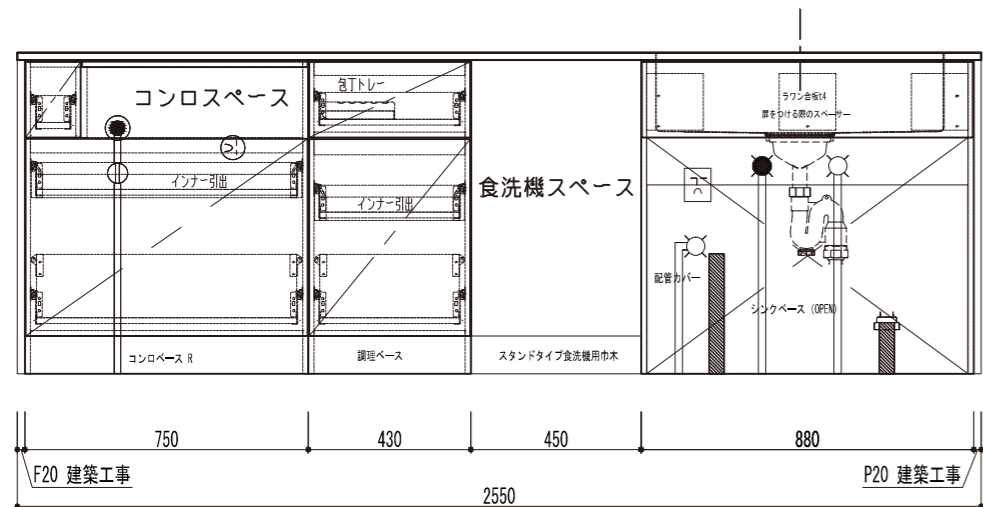 コンロスペース
包丁トレー
ラワン合板t4
扉をつける際のスペーサー
インナー引出
インナー引出
食洗機スペース
配管カバー
シンクベース (OPEN)
コンロベース R
調理ベース
スタンドタイプ食洗機用巾木
750
430
450
880
F20 建築工事
P20 建築工事
2550